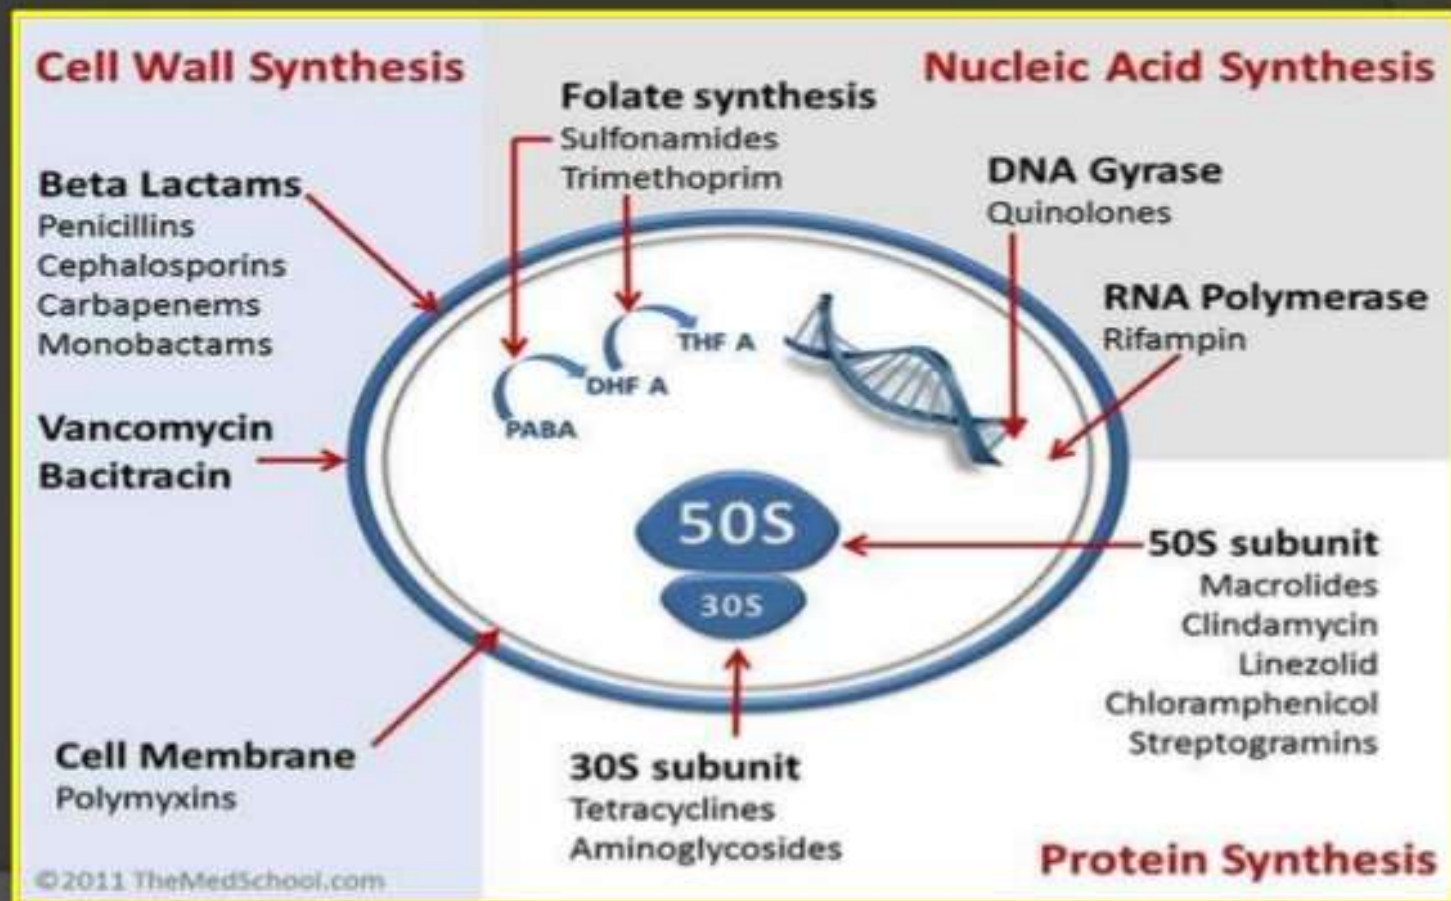 Cell Wall Synthesis
Beta Lactams
Penicillins
Cephalosporins
Carbapenems
Monobactams
Vancomycin
Bacitracin
Cell Membrane
Polymyxins
©2011 TheMedSchool.com
Nucleic Acid Synthesis
Folate synthesis
Sulfonamides
Trimethoprim
DNA Gyrase
Quinolones
RNA Polymerase
Rifampin
PABA
DHF A
THF A
50S
30S
50S subunit
Macrolides
Clindamycin
Linezolid
Chloramphenicol
Streptogramins
30S subunit
Tetracyclines
Aminoglycosides
Protein Synthesis